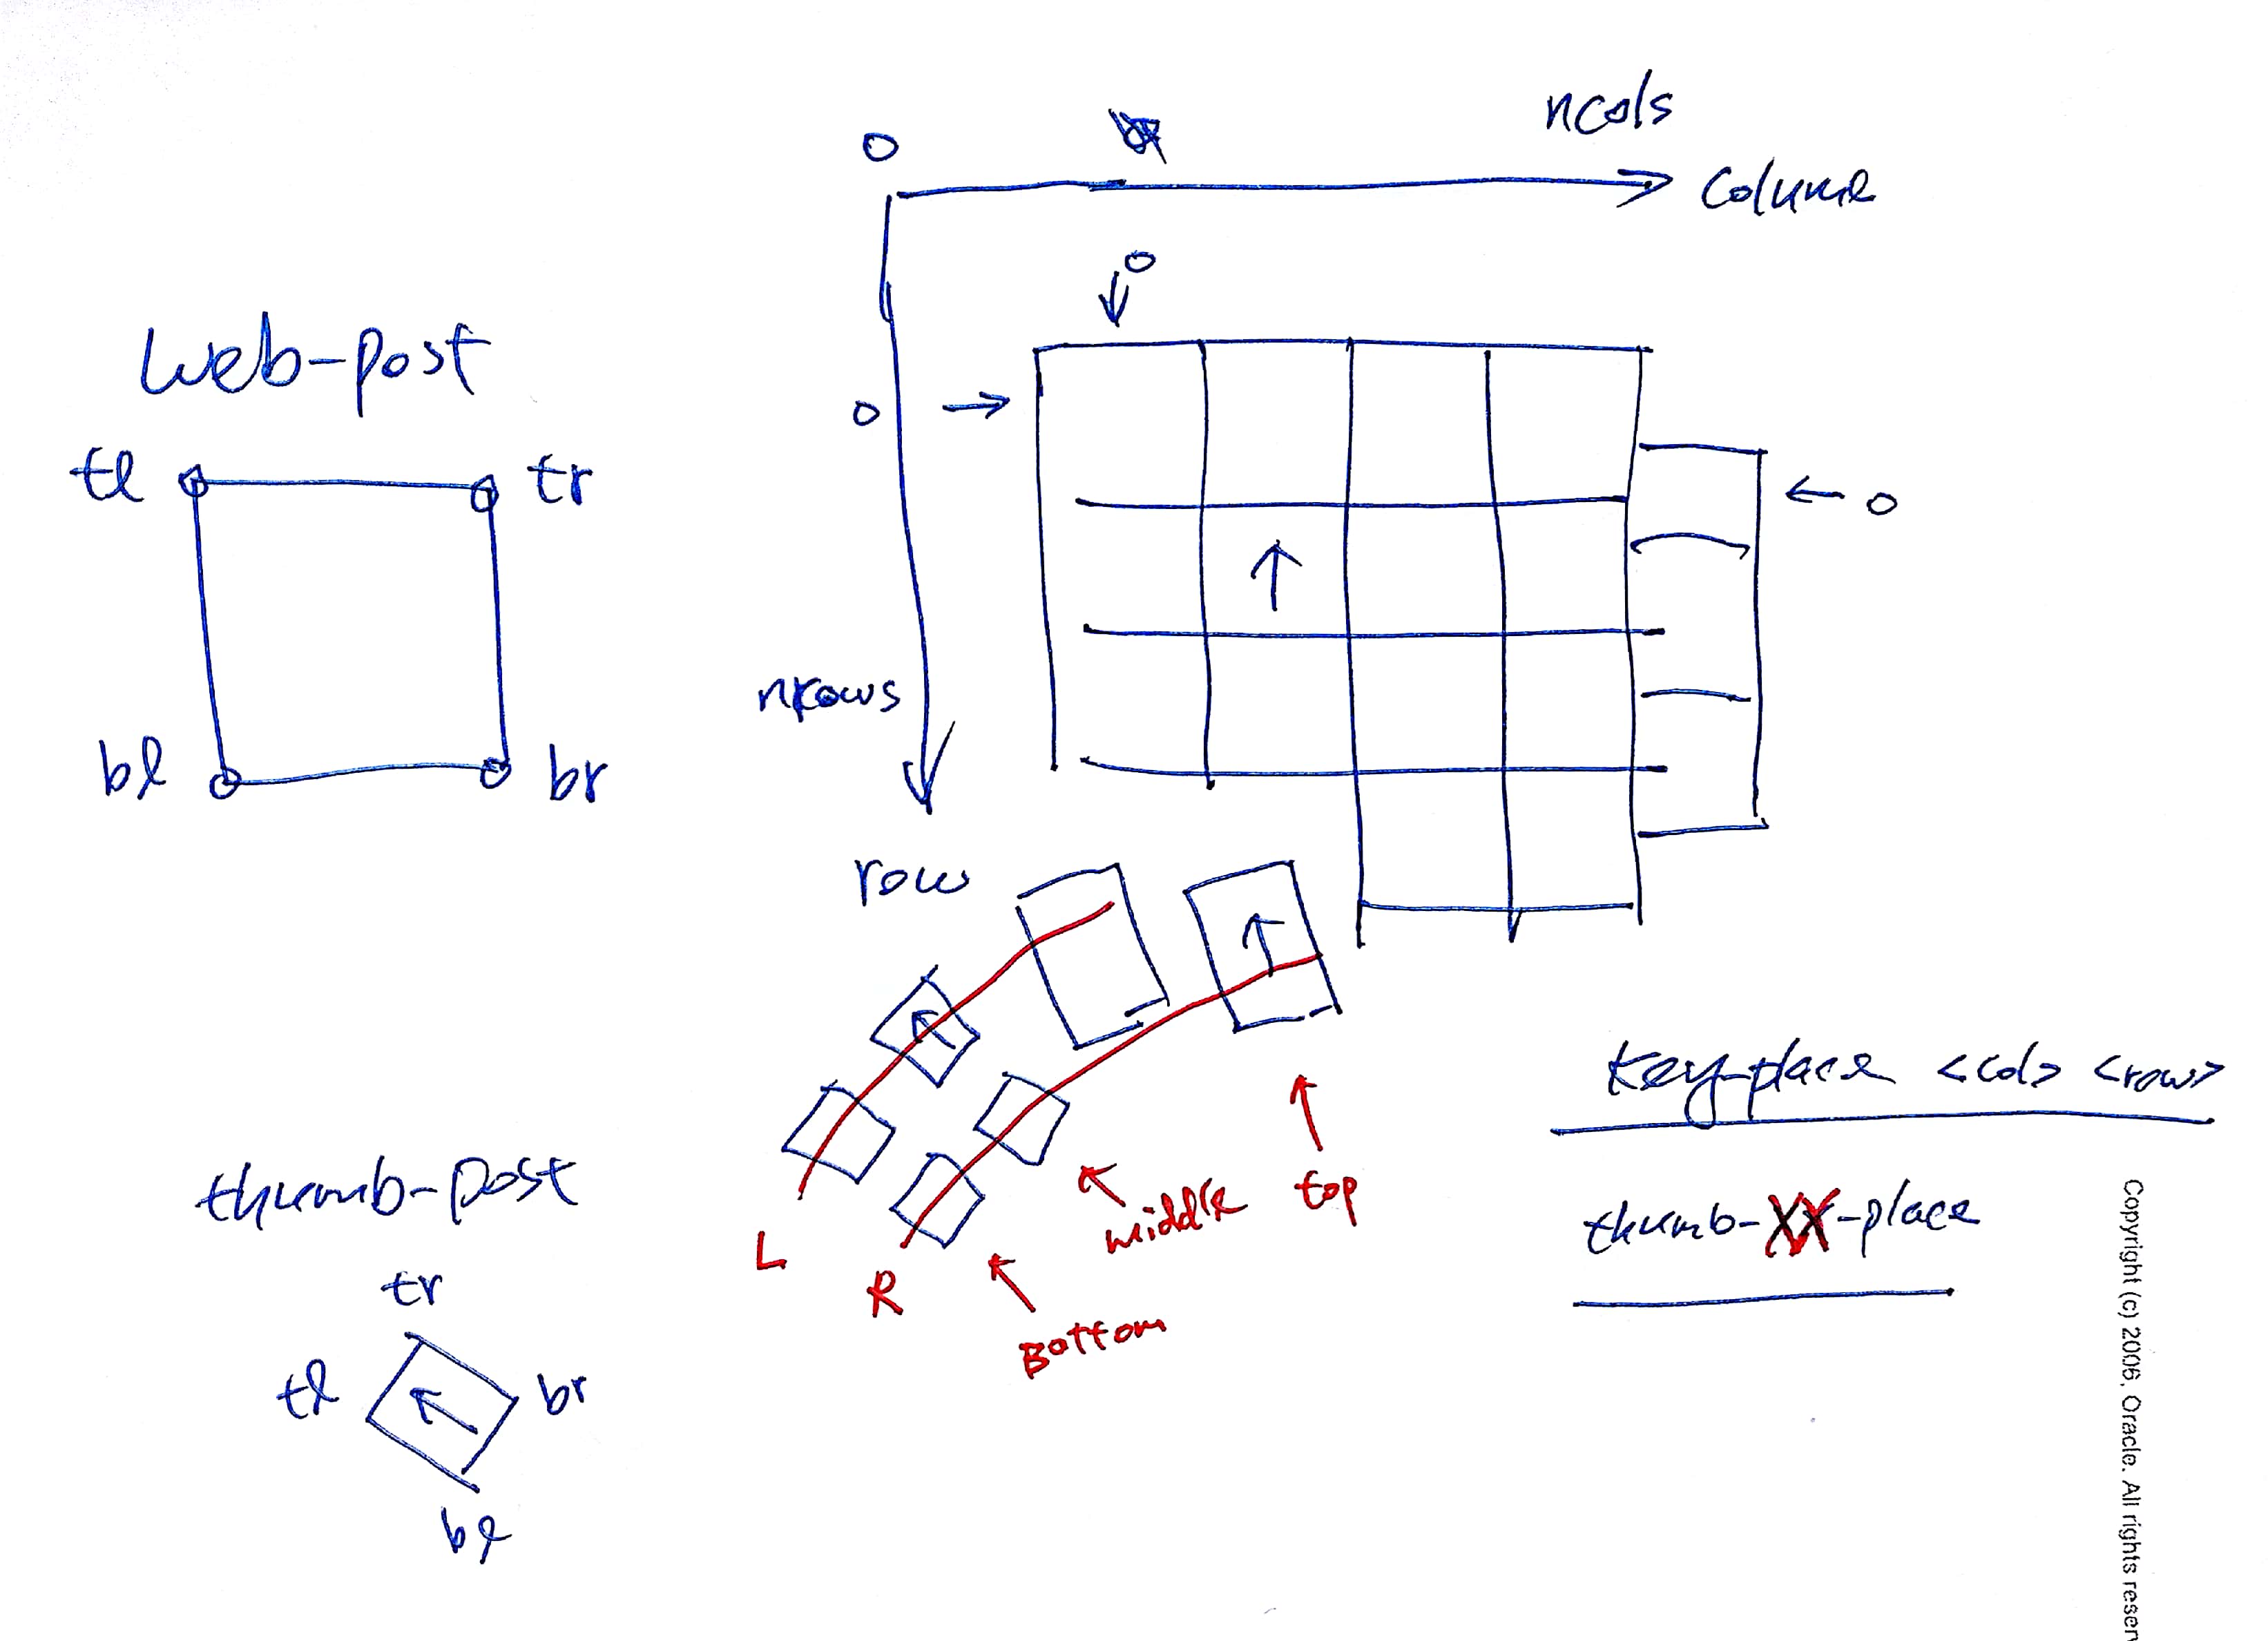 ncols
0
colume
0
web-post
0
tl
tr
0
nrows
bl
br
row
key-place <col> <row>
thumb-post
middle
top
thumb-XX-place
L
R
tr
Bottom
tl
br
bl
Copyright (c) 2006, Oracle. All rights reser